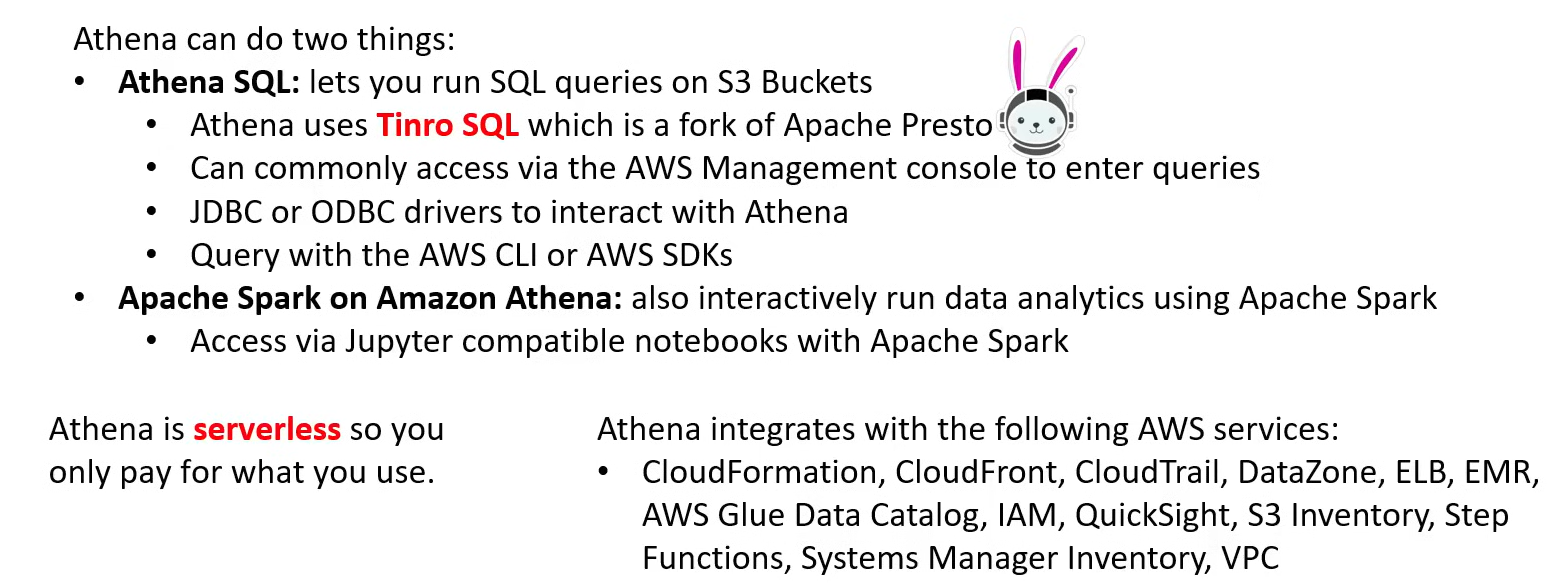 Athena can do two things:
• Athena SQL: lets you run SQL queries on S3 Buckets
• Athena uses Tinro SQL which is a fork of Apache Presto
• Can commonly access via the AWS Management console to enter queries
• JDBC or ODBC drivers to interact with Athena
• Query with the AWS CLI or AWS SDKs
• Apache Spark on Amazon Athena: also interactively run data analytics using Apache Spark
• Access via Jupyter compatible notebooks with Apache Spark
Athena is serverless so you
only pay for what you use.
Athena integrates with the following AWS services:
• CloudFormation, CloudFront, CloudTrail, DataZone, ELB, EMR,
AWS Glue Data Catalog, IAM, QuickSight, S3 Inventory, Step
Functions, Systems Manager Inventory, VPC